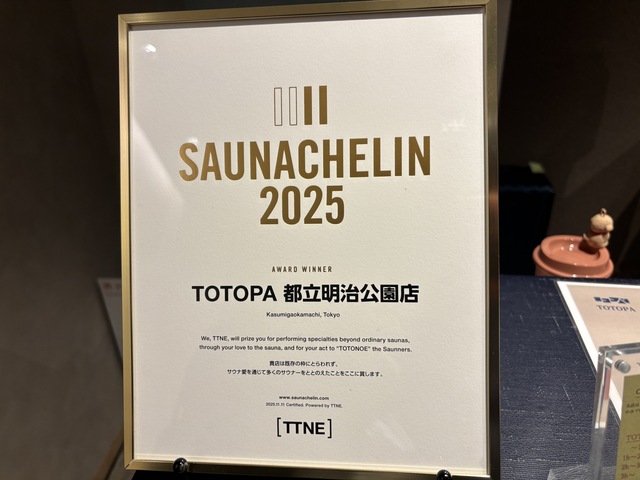 SAUNACHELIN
2025
AWARD WINNER
TOTOPA 都立明治公園店
Kasumigaokamachi, Tokyo
We, TTNE, will prize you for performing specialties beyond ordinary saunas,
through your love to the sauna, and for your act to "TOTONOE" the Saunners.
貴店は既存の枠にとらわれず、
サウナ愛を通じて多くのサウナーをととのえたことをここに賞します。
www.saunachelin.com
2025.11.11 Certified. Powered by TTNE.
[TTNE]
TOTOPA